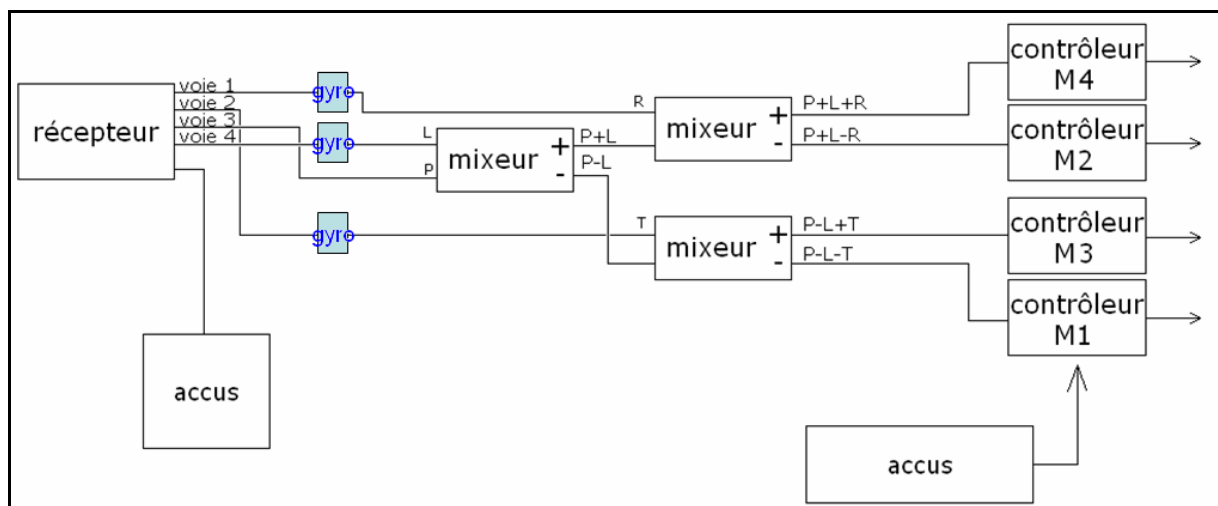 récepteur
voie 1
voie 2
voie 3
voie 4
gyro
gyro
gyro
L
P
mixeur
+
-
P+L
P-L
R
mixeur
+
-
P+L+R
P+L-R
T
mixeur
+
-
P-L+T
P-L-T
contrôleur
M4
contrôleur
M2
contrôleur
M3
contrôleur
M1
accus
accus